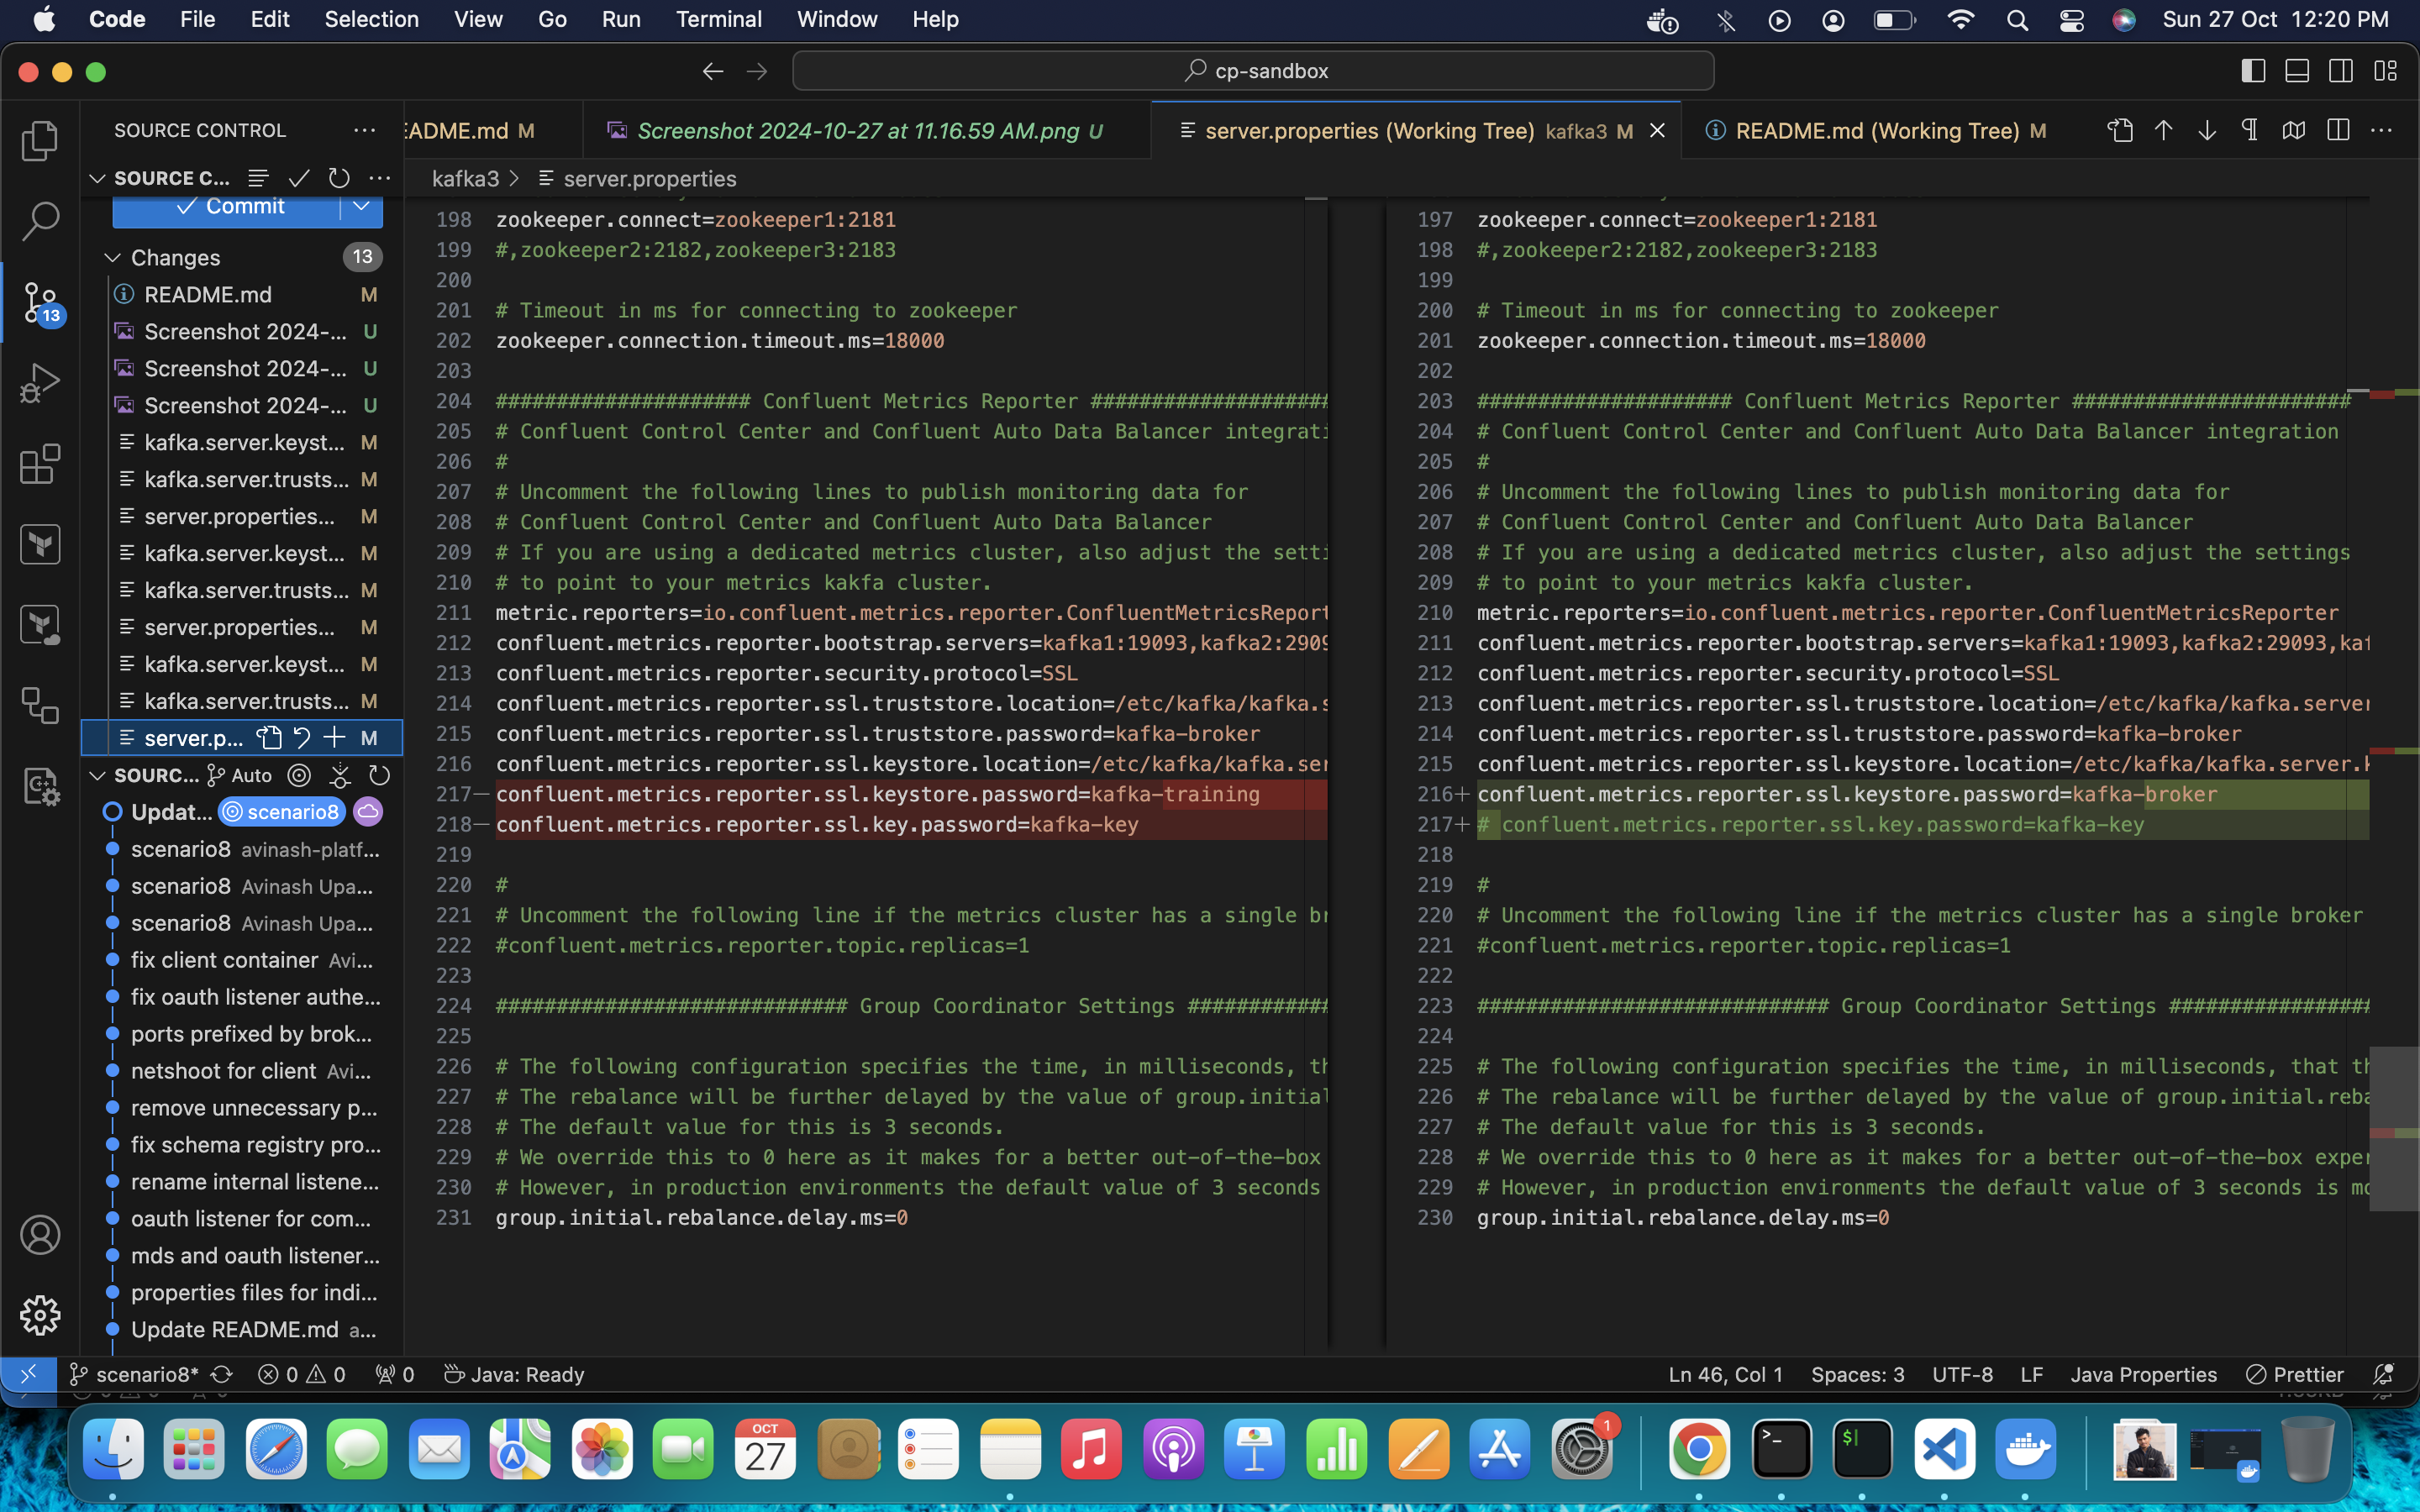 Code File Edit Selection View Go Run Terminal Window Help Sun 27 Oct 12:20 PM
cp-sandbox
SOURCE CONTROL
EADME.md M
Screenshot 2024-10-27 at 11.16.59 AM.png U
server.properties (Working Tree) kafka3 M
README.md (Working Tree) M
SOURCE C...
kafka3 > server.properties
Commit
Changes 13
README.md M
Screenshot 2024-... U
Screenshot 2024-... U
Screenshot 2024-... U
kafka.server.keyst... M
kafka.server.trusts... M
server.properties... M
kafka.server.keyst... M
kafka.server.trusts... M
server.properties... M
kafka.server.keyst... M
kafka.server.trusts... M
server.p... M
13
SOURC... Auto
Updat... scenario8
scenario8 avinash-platf...
scenario8 Avinash Upa...
scenario8 Avinash Upa...
fix client container Avi...
fix oauth listener authe...
ports prefixed by brok...
netshoot for client Avi...
remove unnecessary p...
fix schema registry pro...
rename internal listene...
oauth listener for com...
mds and oauth listener...
properties files for indi...
Update README.md a...
198 zookeeper.connect=zookeeper1:2181
199 #,zookeeper2:2182,zookeeper3:2183
200
201 # Timeout in ms for connecting to zookeeper
202 zookeeper.connection.timeout.ms=18000
203
204 ##################### Confluent Metrics Reporter ####################
205 # Confluent Control Center and Confluent Auto Data Balancer integrati
206 #
207 # Uncomment the following lines to publish monitoring data for
208 # Confluent Control Center and Confluent Auto Data Balancer
209 # If you are using a dedicated metrics cluster, also adjust the setti
210 # to point to your metrics kakfa cluster.
211 metric.reporters=io.confluent.metrics.reporter.ConfluentMetricsReport
212 confluent.metrics.reporter.bootstrap.servers=kafka1:19093,kafka2:2909
213 confluent.metrics.reporter.security.protocol=SSL
214 confluent.metrics.reporter.ssl.truststore.location=/etc/kafka/kafka.s
215 confluent.metrics.reporter.ssl.truststore.password=kafka-broker
216 confluent.metrics.reporter.ssl.keystore.location=/etc/kafka/kafka.ser
217— confluent.metrics.reporter.ssl.keystore.password=kafka-training
218— confluent.metrics.reporter.ssl.key.password=kafka-key
219
220 #
221 # Uncomment the following line if the metrics cluster has a single br
222 #confluent.metrics.reporter.topic.replicas=1
223
224 ############################# Group Coordinator Settings ############
225
226 # The following configuration specifies the time, in milliseconds, th
227 # The rebalance will be further delayed by the value of group.initial
228 # The default value for this is 3 seconds.
229 # We override this to 0 here as it makes for a better out-of-the-box
230 # However, in production environments the default value of 3 seconds
231 group.initial.rebalance.delay.ms=0
197 zookeeper.connect=zookeeper1:2181
198 #,zookeeper2:2182,zookeeper3:2183
199
200 # Timeout in ms for connecting to zookeeper
201 zookeeper.connection.timeout.ms=18000
202
203 ##################### Confluent Metrics Reporter #######################
204 # Confluent Control Center and Confluent Auto Data Balancer integration
205 #
206 # Uncomment the following lines to publish monitoring data for
207 # Confluent Control Center and Confluent Auto Data Balancer
208 # If you are using a dedicated metrics cluster, also adjust the settings
209 # to point to your metrics kakfa cluster.
210 metric.reporters=io.confluent.metrics.reporter.ConfluentMetricsReporter
211 confluent.metrics.reporter.bootstrap.servers=kafka1:19093,kafka2:29093,kaf
212 confluent.metrics.reporter.security.protocol=SSL
213 confluent.metrics.reporter.ssl.truststore.location=/etc/kafka/kafka.server
214 confluent.metrics.reporter.ssl.truststore.password=kafka-broker
215 confluent.metrics.reporter.ssl.keystore.location=/etc/kafka/kafka.server.k
216+ confluent.metrics.reporter.ssl.keystore.password=kafka-broker
217+ # confluent.metrics.reporter.ssl.key.password=kafka-key
218
219 #
220 # Uncomment the following line if the metrics cluster has a single broker
221 #confluent.metrics.reporter.topic.replicas=1
222
223 ############################# Group Coordinator Settings #################
224
225 # The following configuration specifies the time, in milliseconds, that th
226 # The rebalance will be further delayed by the value of group.initial.reba
227 # The default value for this is 3 seconds.
228 # We override this to 0 here as it makes for a better out-of-the-box exper
229 # However, in production environments the default value of 3 seconds is mo
230 group.initial.rebalance.delay.ms=0
scenario8* 0 0 0 Java: Ready Ln 46, Col 1 Spaces: 3 UTF-8 LF Java Properties Prettier
OCT
27
1